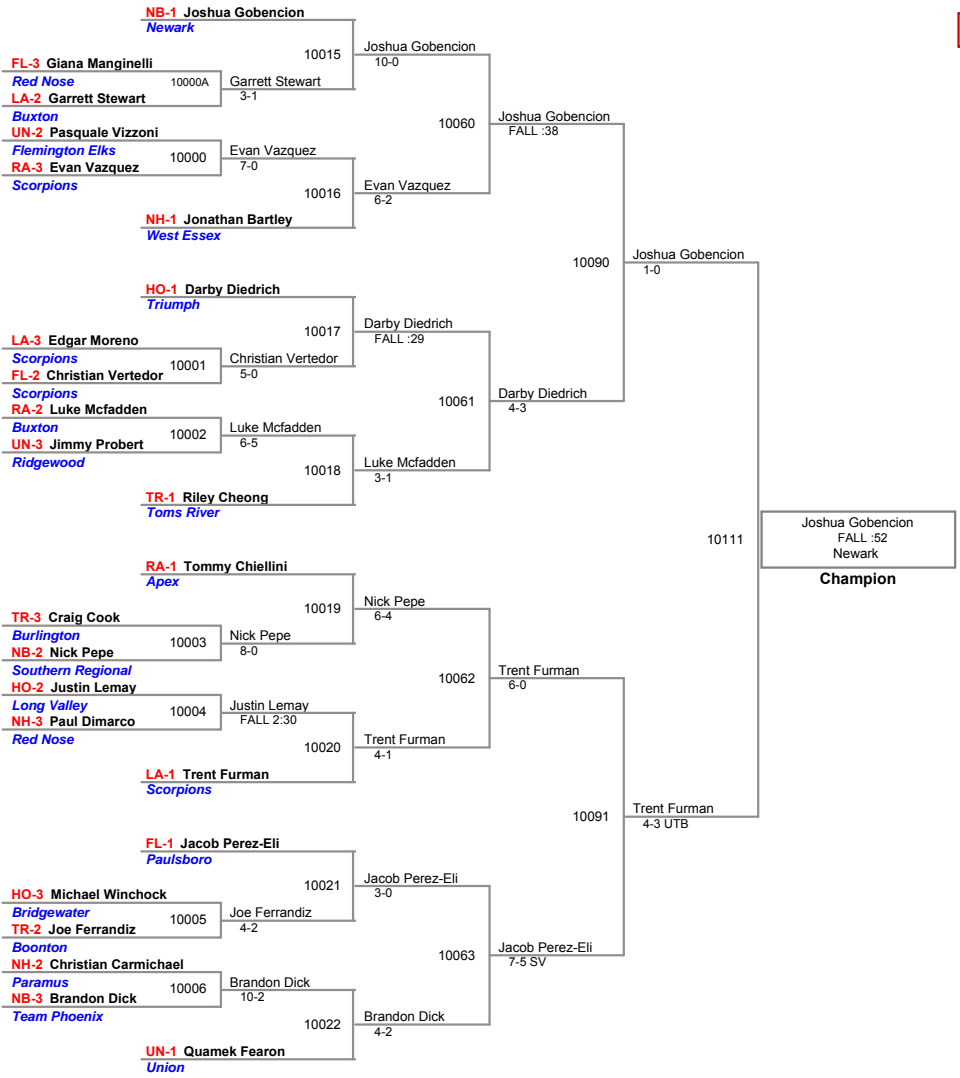 NB-1 Joshua Gobencion
Newark
10015
Joshua Gobencion
10-0
FL-3 Giana Manginelli
Red Nose
10000A
Garrett Stewart
3-1
LA-2 Garrett Stewart
Buxton
10060
Joshua Gobencion
FALL :38
UN-2 Pasquale Vizzoni
Flemington Elks
10000
Evan Vazquez
7-0
RA-3 Evan Vazquez
Scorpions
10016
Evan Vazquez
6-2
NH-1 Jonathan Bartley
West Essex
10090
Joshua Gobencion
1-0
HO-1 Darby Diedrich
Triumph
10017
Darby Diedrich
FALL :29
LA-3 Edgar Moreno
Scorpions
10001
Christian Vertedor
5-0
FL-2 Christian Vertedor
Scorpions
10061
Darby Diedrich
4-3
RA-2 Luke Mcfadden
Buxton
10002
Luke Mcfadden
6-5
UN-3 Jimmy Probert
Ridgewood
10018
Luke Mcfadden
3-1
TR-1 Riley Cheong
Toms River
10111
Joshua Gobencion
FALL :52
Newark
Champion
RA-1 Tommy Chiellini
Apex
10019
Nick Pepe
6-4
TR-3 Craig Cook
Burlington
10003
Nick Pepe
8-0
NB-2 Nick Pepe
Southern Regional
10062
Trent Furman
6-0
HO-2 Justin Lemay
Long Valley
10004
Justin Lemay
FALL 2:30
NH-3 Paul Dimarco
Red Nose
10020
Trent Furman
4-1
LA-1 Trent Furman
Scorpions
10091
Trent Furman
4-3 UTB
FL-1 Jacob Perez-Eli
Paulsboro
10021
Jacob Perez-Eli
3-0
HO-3 Michael Winchock
Bridgewater
10005
Joe Ferrandiz
4-2
TR-2 Joe Ferrandiz
Boonton
10063
Jacob Perez-Eli
7-5 SV
NH-2 Christian Carmichael
Paramus
10006
Brandon Dick
10-2
NB-3 Brandon Dick
Team Phoenix
10022
Brandon Dick
4-2
UN-1 Quamek Fearon
Union